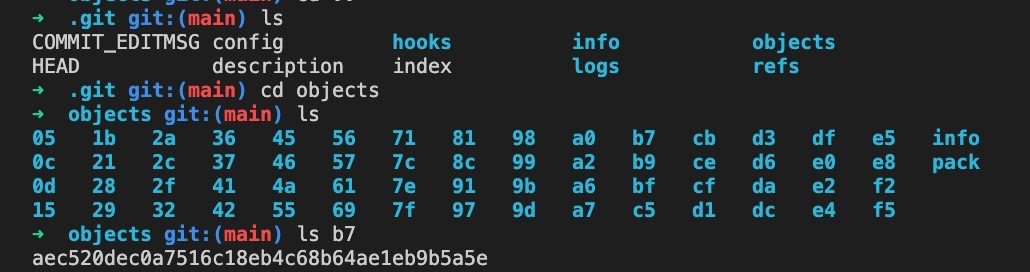 ➜  .git git:(main) ls
COMMIT_EDITMSG config         hooks          info           objects
HEAD           description    index          logs           refs
➜  .git git:(main) cd objects
➜  objects git:(main) ls
05   1b   2a   36   45   56   71   81   98   a0   b7   cb   d3   df   e5   info
0c   21   2c   37   46   57   7c   8c   99   a2   b9   ce   d6   e0   e8   pack
0d   28   2f   41   4a   61   7e   91   9b   a6   bf   cf   da   e2   f2
15   29   32   42   55   69   7f   97   9d   a7   c5   d1   dc   e4   f5
➜  objects git:(main) ls b7
aec520dec0a7516c18eb4c68b64ae1eb9b5a5e